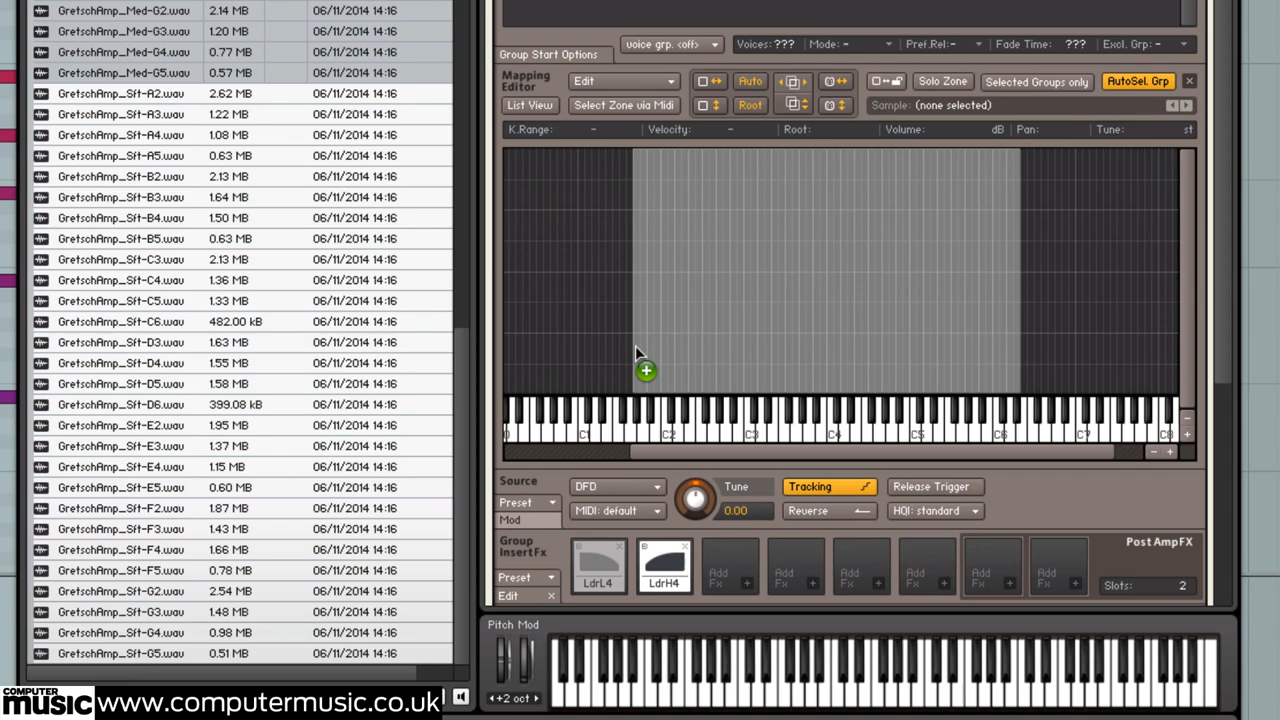 GretschAmp_Med-G2.wav 2.14 MB 06/11/2014 14:16
GretschAmp_Med-G3.wav 1.20 MB 06/11/2014 14:16
GretschAmp_Med-G4.wav 0.77 MB 06/11/2014 14:16
GretschAmp_Med-G5.wav 0.57 MB 06/11/2014 14:16
GretschAmp_Sft-A2.wav 2.62 MB 06/11/2014 14:16
GretschAmp_Sft-A3.wav 1.22 MB 06/11/2014 14:16
GretschAmp_Sft-A4.wav 1.08 MB 06/11/2014 14:16
GretschAmp_Sft-A5.wav 0.63 MB 06/11/2014 14:16
GretschAmp_Sft-B2.wav 2.13 MB 06/11/2014 14:16
GretschAmp_Sft-B3.wav 1.64 MB 06/11/2014 14:16
GretschAmp_Sft-B4.wav 1.50 MB 06/11/2014 14:16
GretschAmp_Sft-B5.wav 0.63 MB 06/11/2014 14:16
GretschAmp_Sft-C3.wav 2.13 MB 06/11/2014 14:16
GretschAmp_Sft-C4.wav 1.36 MB 06/11/2014 14:16
GretschAmp_Sft-C5.wav 1.33 MB 06/11/2014 14:16
GretschAmp_Sft-C6.wav 482.00 kB 06/11/2014 14:16
GretschAmp_Sft-D3.wav 1.63 MB 06/11/2014 14:16
GretschAmp_Sft-D4.wav 1.55 MB 06/11/2014 14:16
GretschAmp_Sft-D5.wav 1.58 MB 06/11/2014 14:16
GretschAmp_Sft-D6.wav 399.08 kB 06/11/2014 14:16
GretschAmp_Sft-E2.wav 1.95 MB 06/11/2014 14:16
GretschAmp_Sft-E3.wav 1.37 MB 06/11/2014 14:16
GretschAmp_Sft-E4.wav 1.15 MB 06/11/2014 14:16
GretschAmp_Sft-E5.wav 0.60 MB 06/11/2014 14:16
GretschAmp_Sft-F2.wav 1.87 MB 06/11/2014 14:16
GretschAmp_Sft-F3.wav 1.43 MB 06/11/2014 14:16
GretschAmp_Sft-F4.wav 1.66 MB 06/11/2014 14:16
GretschAmp_Sft-F5.wav 0.78 MB 06/11/2014 14:16
GretschAmp_Sft-G2.wav 2.54 MB 06/11/2014 14:16
GretschAmp_Sft-G3.wav 1.48 MB 06/11/2014 14:16
GretschAmp_Sft-G4.wav 0.98 MB 06/11/2014 14:16
GretschAmp_Sft-G5.wav 0.51 MB 06/11/2014 14:16
voice grp. <off> Voices: ??? Mode: - Pref.Rel:- Fade Time: ??? Excl. Grp: -
Group Start Options
Mapping Editor Edit Auto Solo Zone Selected Groups only AutoSel. Grp
List View Select Zone via Midi Root Sample: (none selected)
K.Range: - Velocity: - Root: Volume: dB Pan: Tune: st
C1 C2 C3 C4 C5 C6 C7 C8
Source DFD Tune Tracking Release Trigger
Preset MIDI: default 0.00 Reverse HQI: standard
Mod
Group InsertFx Post AmpFX
Preset LdrL4 LdrH4 Add Fx Add Fx Add Fx Add Fx Add Fx Add Fx Slots: 2
Edit
Pitch Mod
+2 oct
COMPUTER music www.computermusic.co.uk